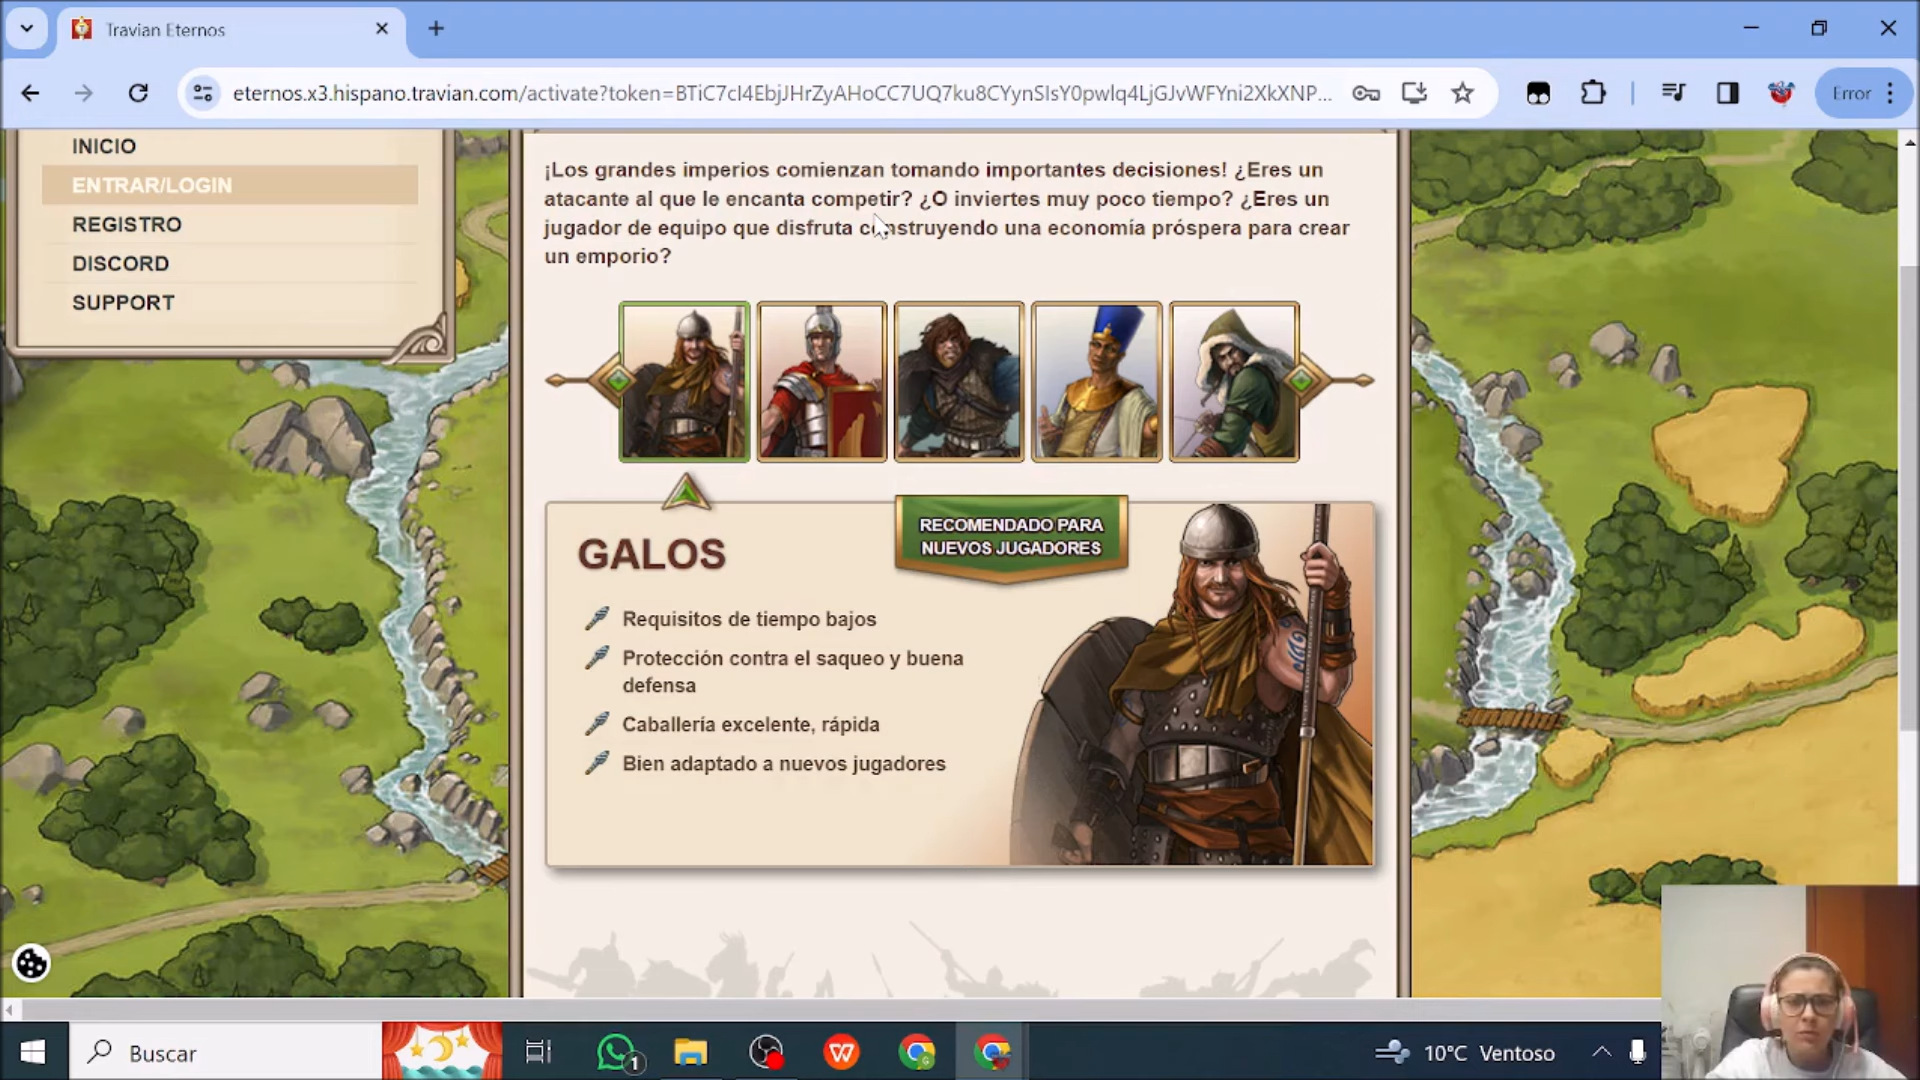 Travian Eternos
eternos.x3.hispano.travian.com/activate?token=BTiC7cI4EbjJHrZyAHoCC7UQ7ku8CYynSIsY0pwlq4LjGJvWFYni2XkXNP...
Error
INICIO
ENTRAR/LOGIN
REGISTRO
DISCORD
SUPPORT
¡Los grandes imperios comienzan tomando importantes decisiones! ¿Eres un
atacante al que le encanta competir? ¿O inviertes muy poco tiempo? ¿Eres un
jugador de equipo que disfruta construyendo una economía próspera para crear
un emporio?
RECOMENDADO PARA
NUEVOS JUGADORES
GALOS
Requisitos de tiempo bajos
Protección contra el saqueo y buena
defensa
Caballería excelente, rápida
Bien adaptado a nuevos jugadores
Buscar
1
10°C Ventoso